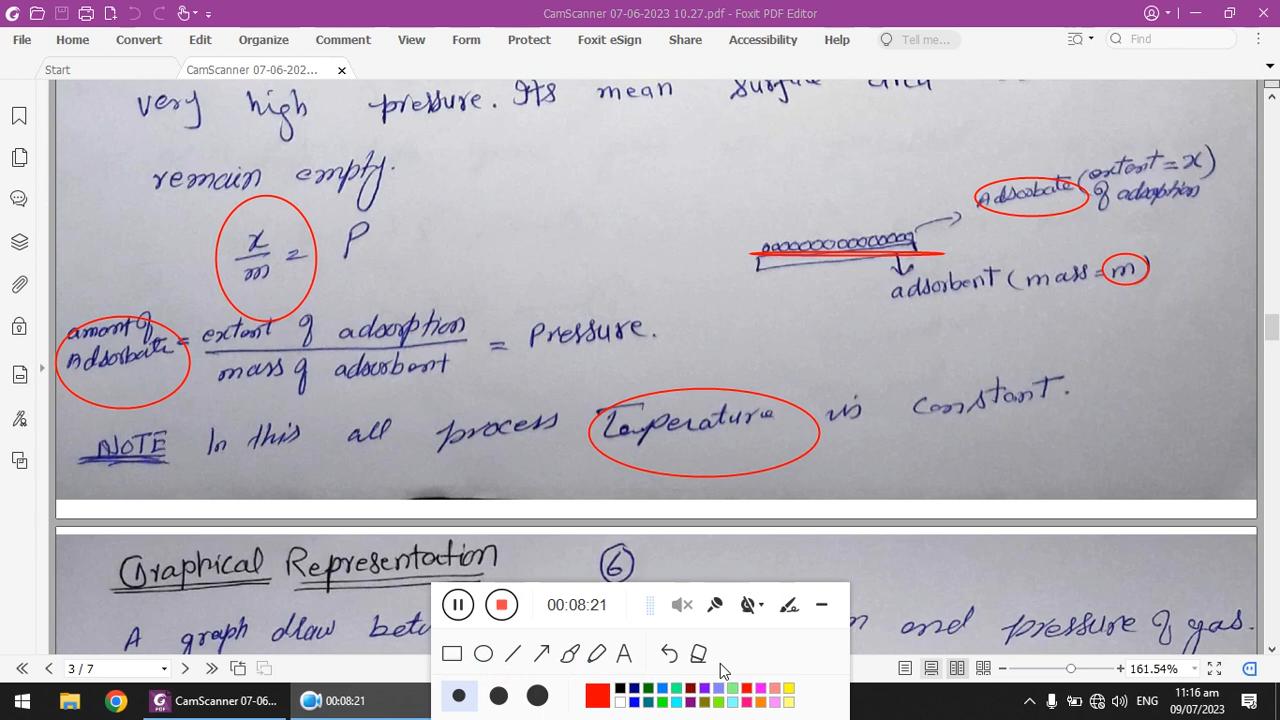 CamScanner 07-06-2023 10.27.pdf - Foxit PDF Editor
File Home Convert Edit Organize Comment View Form Protect Foxit eSign Share Accessibility Help Tell me... Find
Start CamScanner 07-06-202...
very high pressure. Its mean surface
remain empty.
Adsorbate (extent = x)
of adsoption
x/m = P
adsorbent (mass = m)
amont of Adsorbate = extent of adsorption / mass of adsorbent = Pressure.
NOTE In this all process Temperature is constant.
Graphical Representation 6
A graph draw betw
and pressure of gas.
00:08:21
A
3 / 7
161.54%
CamScanner 07-06-...
00:08:21
ENG
11:16 am
09/07/2023